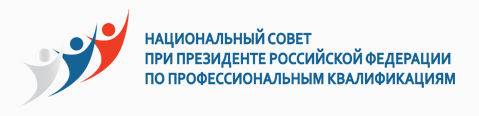 НАЦИОНАЛЬНЫЙ СОВЕТ
ПРИ ПРЕЗИДЕНТЕ РОССИЙСКОЙ ФЕДЕРАЦИИ
ПО ПРОФЕССИОНАЛЬНЫМ КВАЛИФИКАЦИЯМ